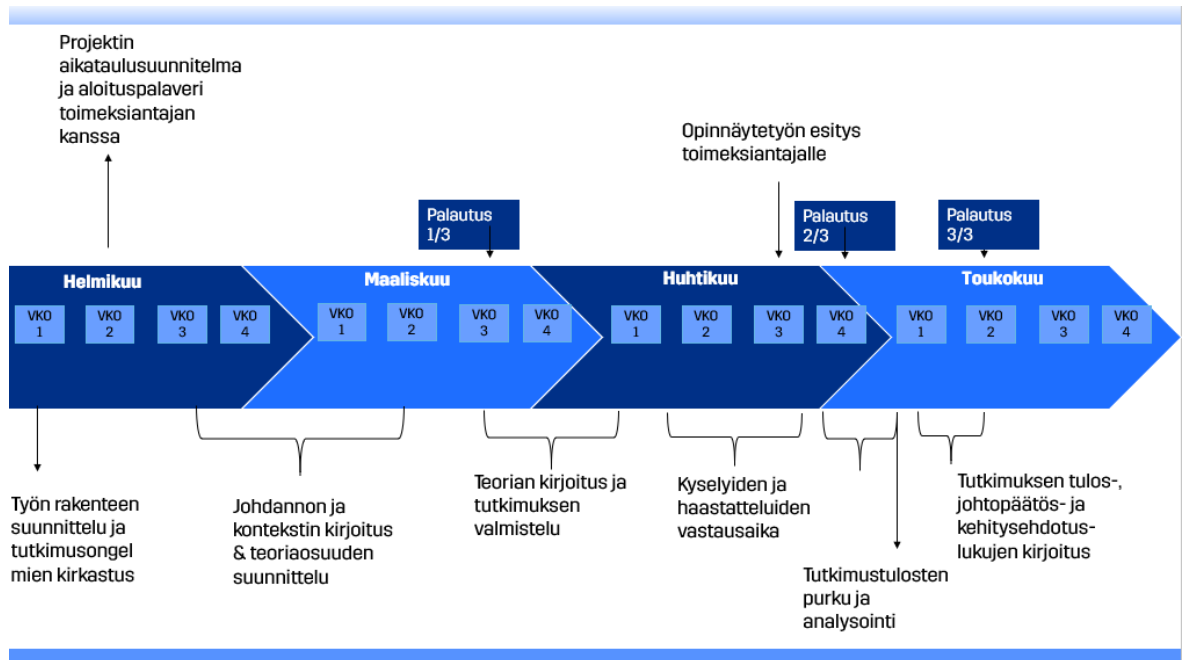 Projektin
aikataulusuunnitelma
ja aloituspalaveri
toimeksiantajan
kanssa
Opinnäytetyön esitys
toimeksiantajalle
Palautus
1/3
Palautus
2/3
Palautus
3/3
Helmikuu
Maaliskuu
Huhtikuu
Toukokuu
VKO
1
VKO
2
VKO
3
VKO
4
VKO
1
VKO
2
VKO
3
VKO
4
VKO
1
VKO
2
VKO
3
VKO
4
VKO
1
VKO
2
VKO
3
VKO
4
Työn rakenteen
suunnittelu ja
tutkimusongel
mien kirkastus
Johdannon ja
kontekstin kirjoitus
& teoriaosuuden
suunnittelu
Teorian kirjoitus ja
tutkimuksen
valmistelu
Kyselyiden ja
haastatteluiden
vastausaika
Tutkimustulosten
purku ja
analysointi
Tutkimuksen tulos-,
johtopäätös- ja
kehitysehdotus-
lukujen kirjoitus